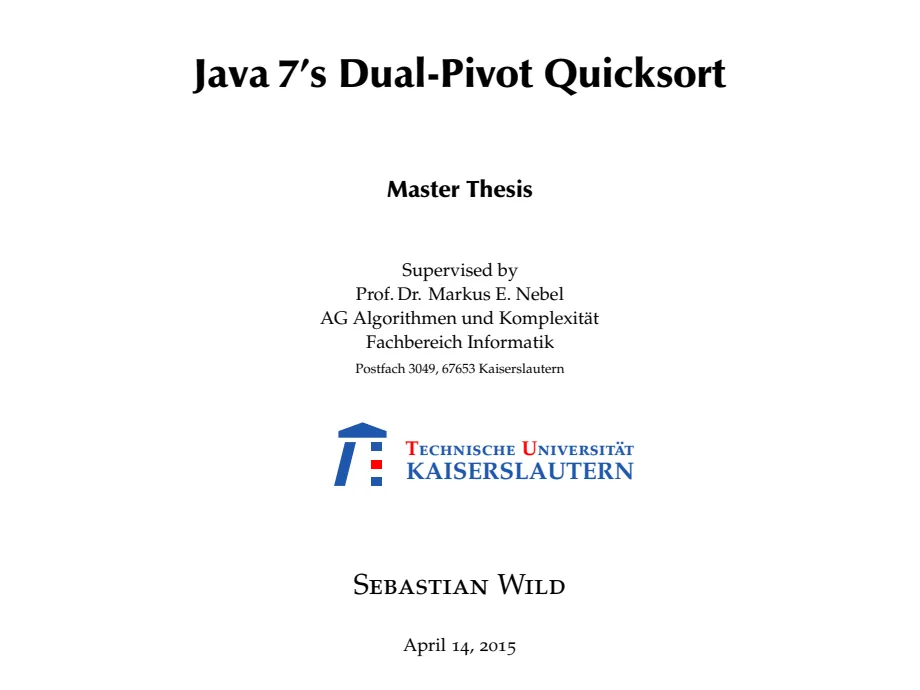 Java 7's Dual-Pivot Quicksort
Master Thesis
Supervised by
Prof. Dr. Markus E. Nebel
AG Algorithmen und Komplexität
Fachbereich Informatik
Postfach 3049, 67653 Kaiserslautern
Technische Universität
KAISERSLAUTERN
Sebastian Wild
April 14, 2015